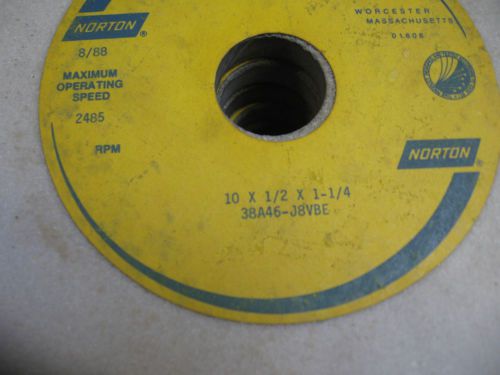 NORTON
®
8/88
MAXIMUM
OPERATING
SPEED
2485
RPM
WORCESTER
MASSACHUSETTS
01606
NORTON
®
10 X 1/2 X 1-1/4
38A46-J8VBE